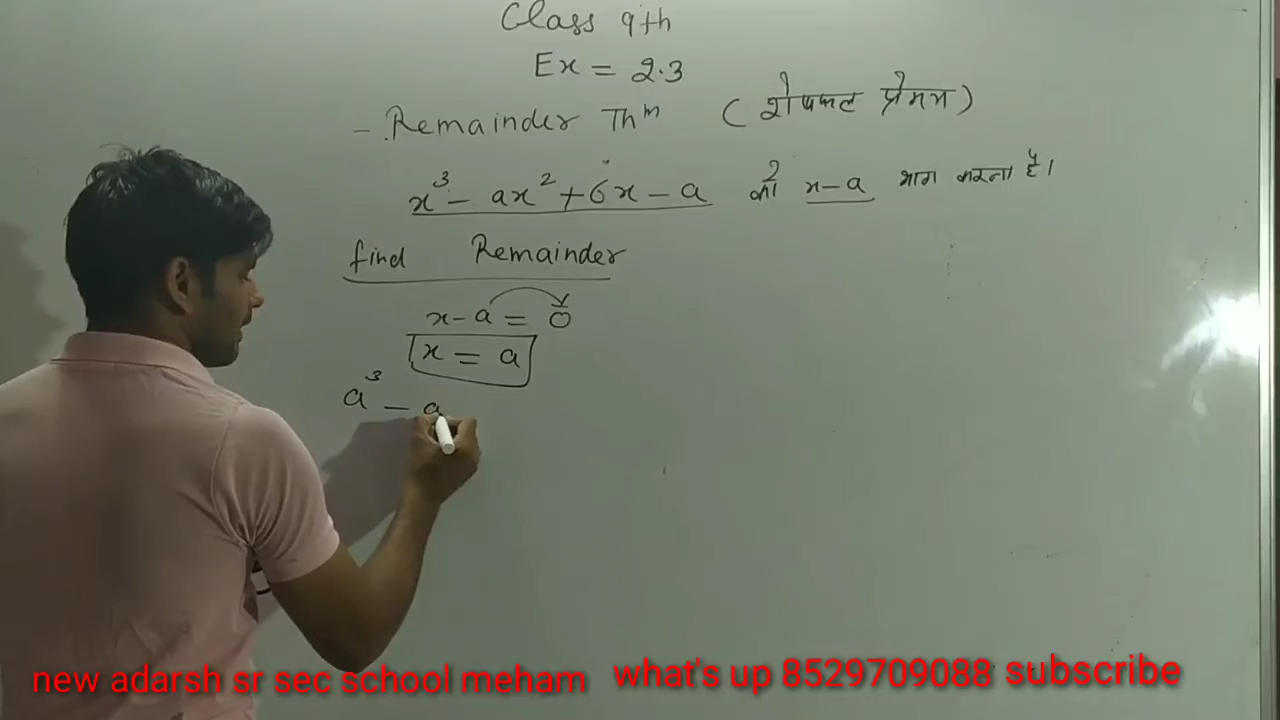 Class 9th
Ex = 2.3
- Remainder Thm (शेषफल प्रेमय)
x³ - ax² + 6x - a को x-a भाग करना है।
find Remainder
x-a = 0
x = a
a³ - a
new adarsh sr sec school meham what's up 8529709088 subscribe